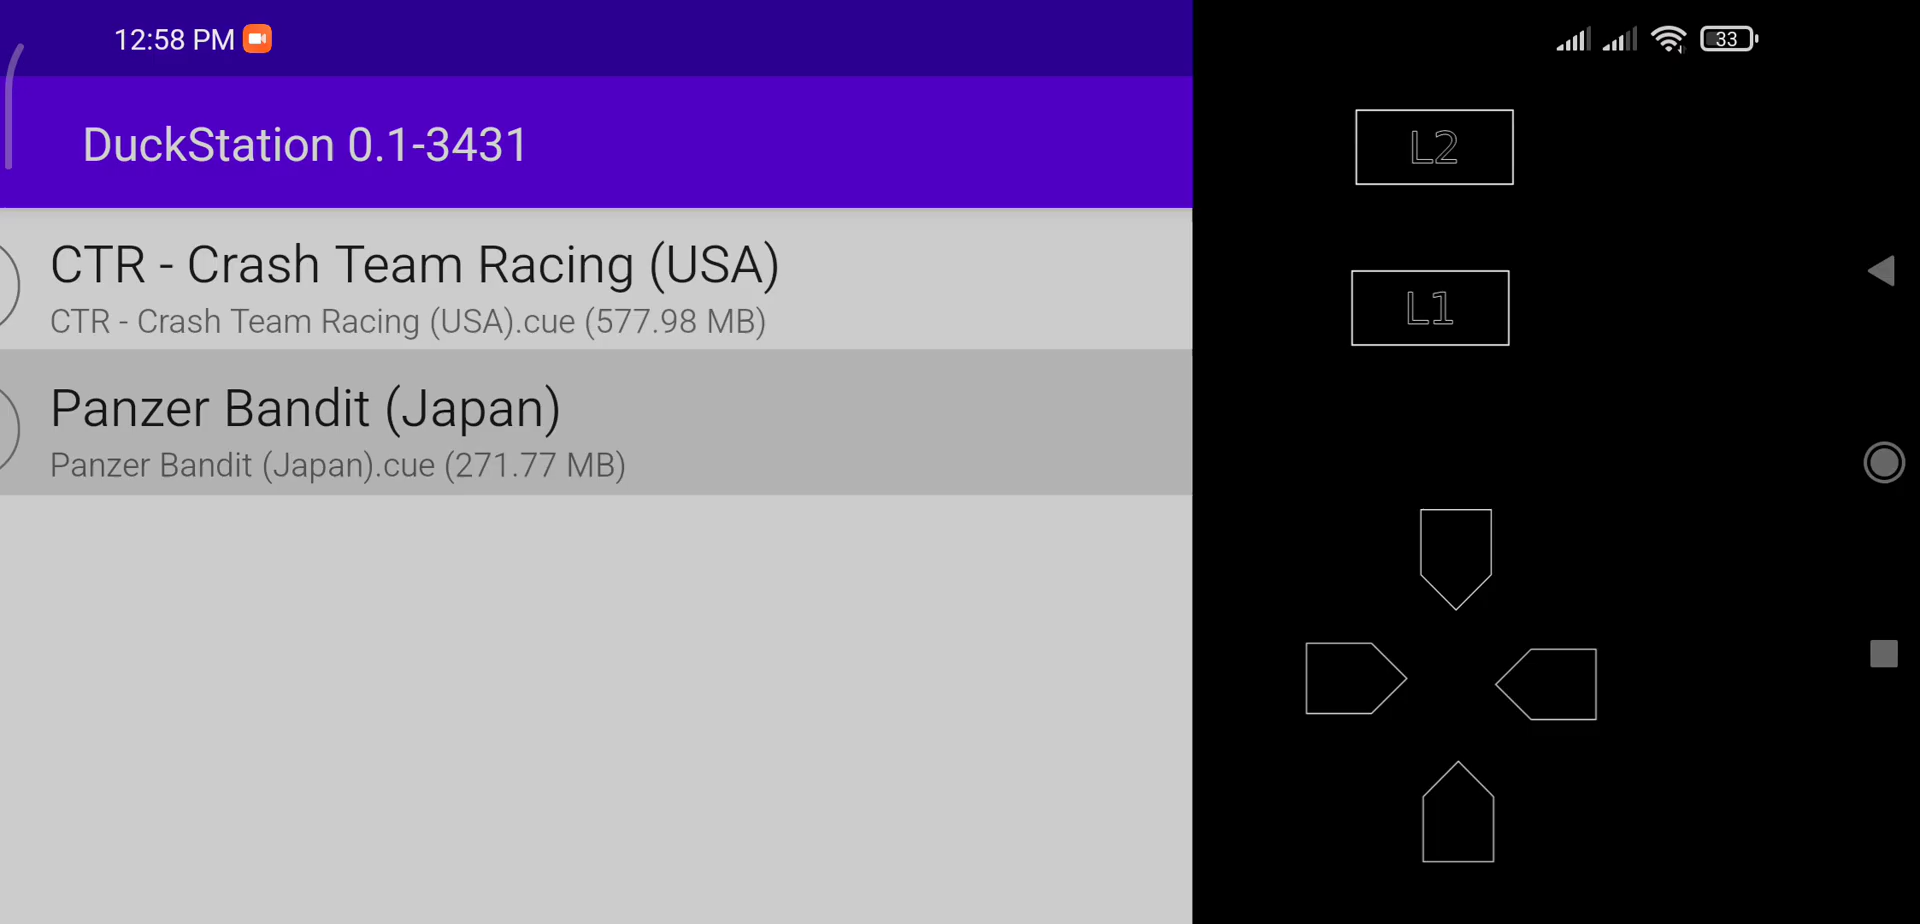 12:58 PM
33
DuckStation 0.1-3431
L2
CTR - Crash Team Racing (USA)
CTR - Crash Team Racing (USA).cue (577.98 MB)
L1
Panzer Bandit (Japan)
Panzer Bandit (Japan).cue (271.77 MB)